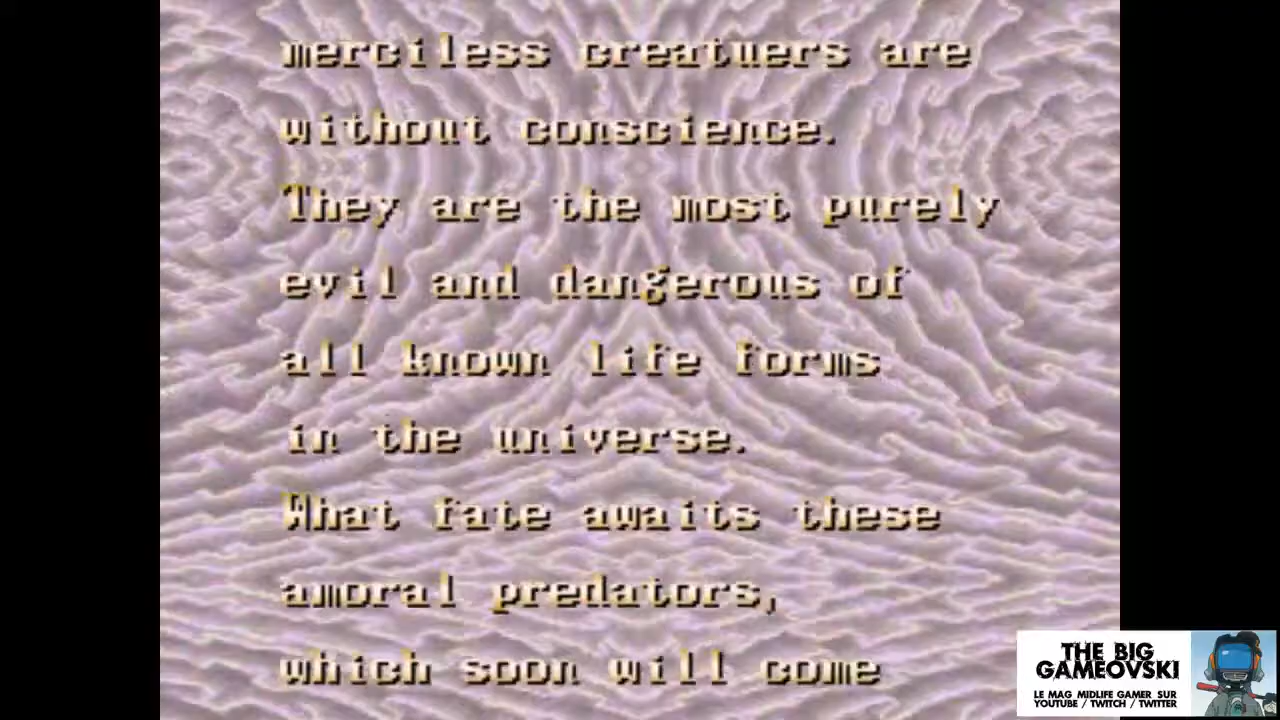 merciless creatuers are
without conscience.
They are the most purely
evil and dangerous of
all known life forms
in the universe.
What fate awaits these
amoral predators,
which soon will come
THE BIG
GAMEOVSKI
LE MAG MIDLIFE GAMER SUR
YOUTUBE / TWITCH / TWITTER